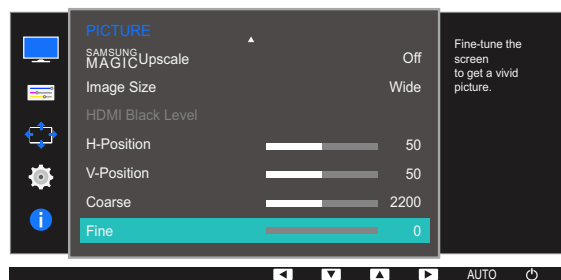 PICTURE
SAMSUNG
MAGIC Upscale Off
Image Size Wide
HDMI Black Level
H-Position 50
V-Position 50
Coarse 2200
Fine 0
Fine-tune the
screen
to get a vivid
picture.
AUTO